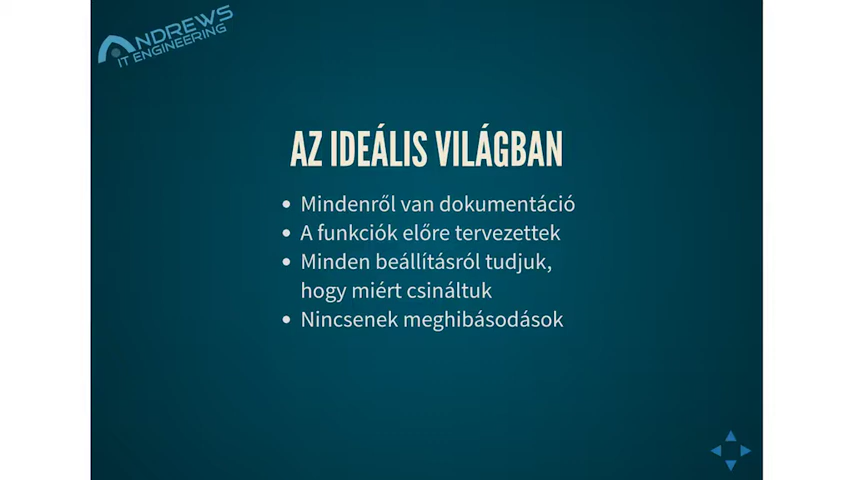 ANDREWS
IT ENGINEERING
AZ IDEÁLIS VILÁGBAN
Mindenről van dokumentáció
A funkciók előre tervezettek
Minden beállításról tudjuk,
hogy miért csináltuk
Nincsenek meghibásodások